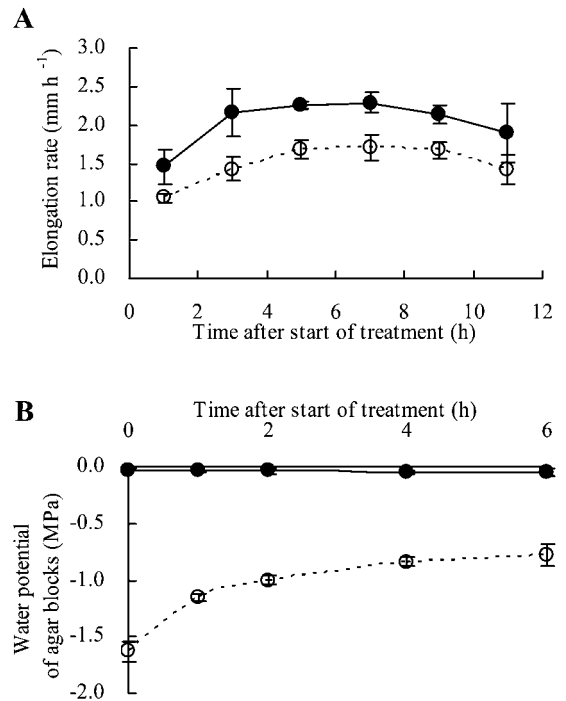 A
Elongation rate (mm h -1)
3.0
2.5
2.0
1.5
1.0
0.5
0.0
0 2 4 6 8 10 12
Time after start of treatment (h)
B
Time after start of treatment (h)
0 2 4 6
Water potential
of agar blocks (MPa)
0.0
-0.5
-1.0
-1.5
-2.0